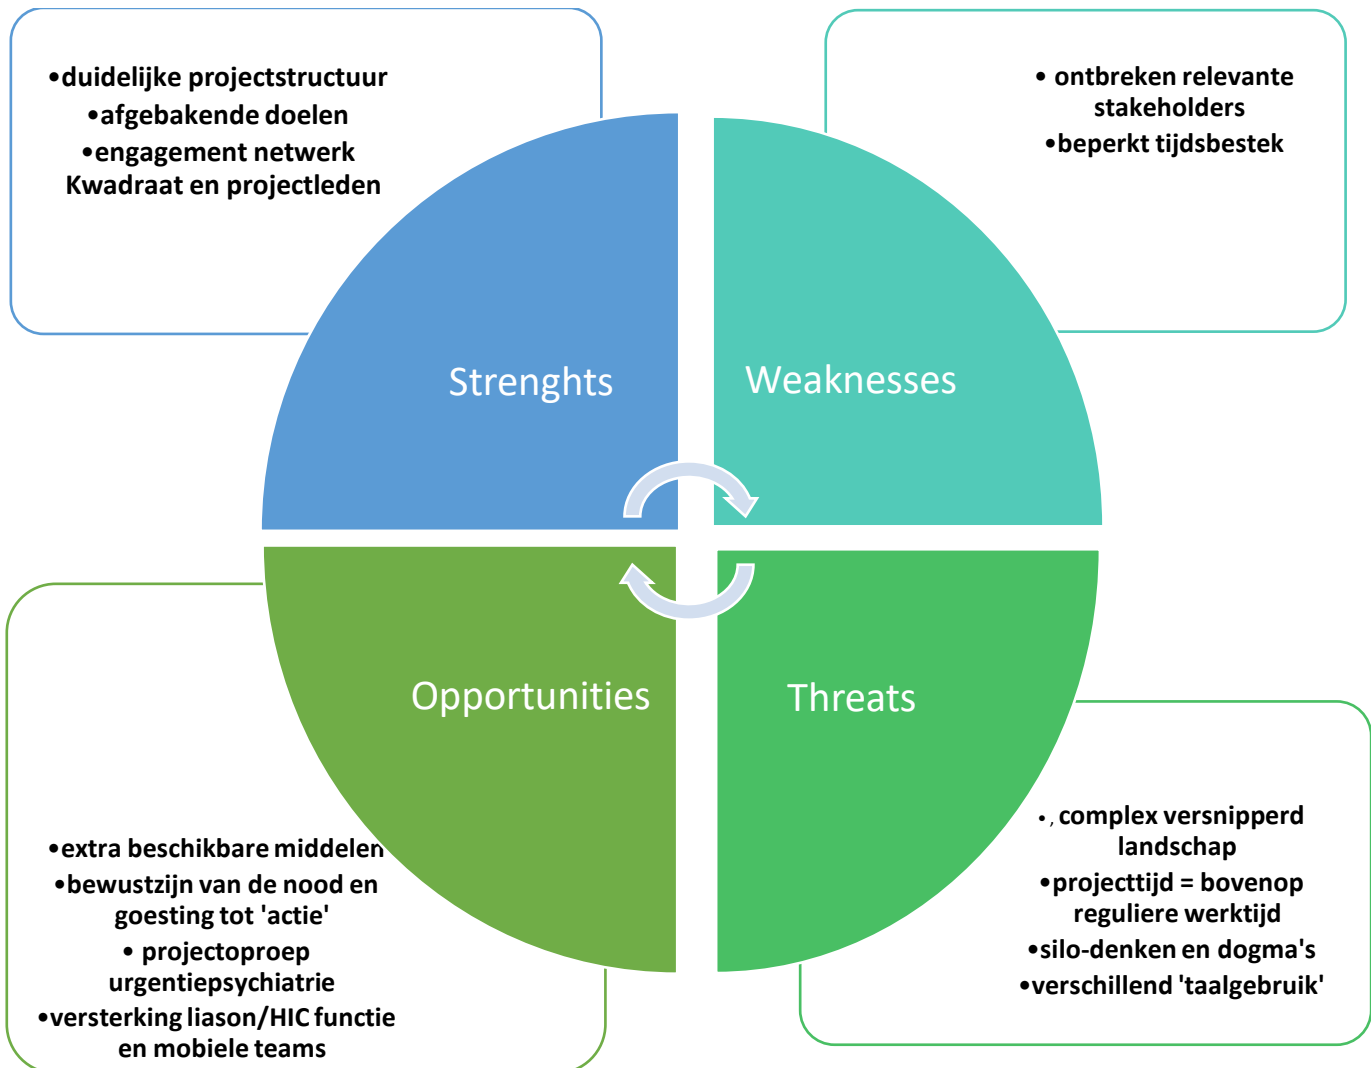 •duidelijke projectstructuur
•afgebakende doelen
•engagement netwerk
Kwadraat en projectleden
• ontbreken relevante
stakeholders
•beperkt tijdsbestek
Strenghts
Weaknesses
Opportunities
Threats
•extra beschikbare middelen
•bewustzijn van de nood en
goesting tot 'actie'
• projectoproep
urgentiepsychiatrie
•versterking liason/HIC functie
en mobiele teams
• , complex versnipperd
landschap
•projecttijd = bovenop
reguliere werktijd
•silo-denken en dogma's
•verschillend 'taalgebruik'